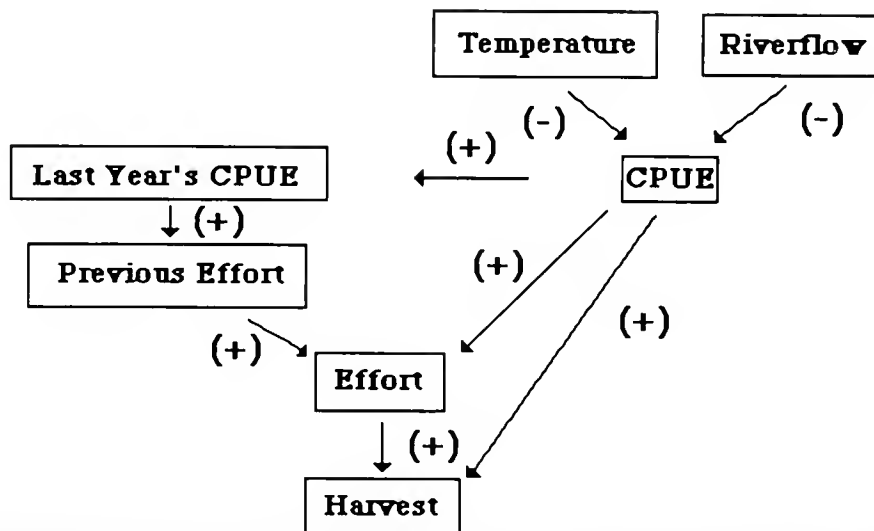 Temperature
Riverflow
(-)
(-)
(+)
Last Year's CPUE
CPUE
(+)
Previous Effort
(+)
(+)
(+)
Effort
(+)
Harvest